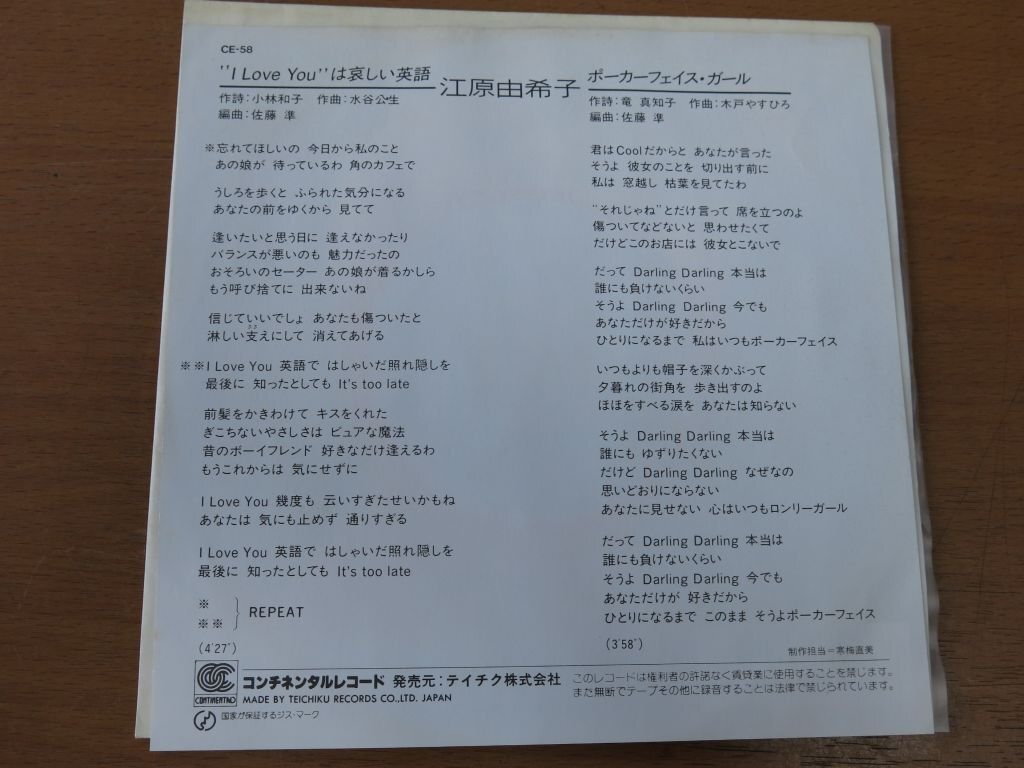 CE-58
“I Love You”は哀しい英語
江原由希子
ポーカーフェイス・ガール
作詩：小林和子　作曲：水谷公生
編曲：佐藤 準
作詩：竜 真知子　作曲：木戸やすひろ
編曲：佐藤 準
※忘れてほしいの 今日から私のこと
あの娘が 待っているわ 角のカフェで
うしろを歩くと ふられた気分になる
あなたの前をゆくから 見てて
逢いたいと思う日に 逢えなかったり
バランスが悪いのも 魅力だったの
おそろいのセーター あの娘が着るかしら
もう呼び捨てに 出来ないね
信じていいでしょ あなたも傷ついたと
淋しい支えにして 消えてあげる
※※I Love You 英語で はしゃいだ照れ隠しを
最後に 知ったとしても It's too late
前髪をかきわけて キスをくれた
ぎこちないやさしさは ピュアな魔法
昔のボーイフレンド 好きなだけ逢えるわ
もうこれからは 気にせずに
I Love You 幾度も 云いすぎたせいかもね
あなたは 気にも止めず 通りすぎる
I Love You 英語で はしゃいだ照れ隠しを
最後に 知ったとしても It's too late
※
※※
REPEAT
(4'27")
君はCoolだからと あなたが言った
そうよ 彼女のことを 切り出す前に
私は 窓越し 枯葉を見てたわ
“それじゃね”とだけ言って 席を立つのよ
傷ついてなどないと 思わせたくて
だけどこのお店には 彼女とこないで
だって Darling Darling 本当は
誰にも負けないくらい
そうよ Darling Darling 今でも
あなただけが好きだから
ひとりになるまで 私はいつもポーカーフェイス
いつもよりも帽子を深くかぶって
夕暮れの街角を 歩き出すのよ
ほほをすべる涙を あなたは知らない
そうよ Darling Darling 本当は
誰にも ゆずりたくない
だけど Darling Darling なぜなの
思いどおりにならない
あなたに見せない 心はいつもロンリーガール
だって Darling Darling 本当は
誰にも負けないくらい
そうよ Darling Darling 今でも
あなただけが 好きだから
ひとりになるまで このまま そうよポーカーフェイス
(3'58")
制作担当＝寒梅直美
CONTINENTAL
コンチネンタルレコード 発売元：テイチク株式会社
MADE BY TEICHIKU RECORDS CO.,LTD. JAPAN
国家が保証するジス・マーク
このレコードは権利者の許諾なく賃貸業に使用することを禁じます。
また無断でテープその他に録音することは法律で禁じられています。